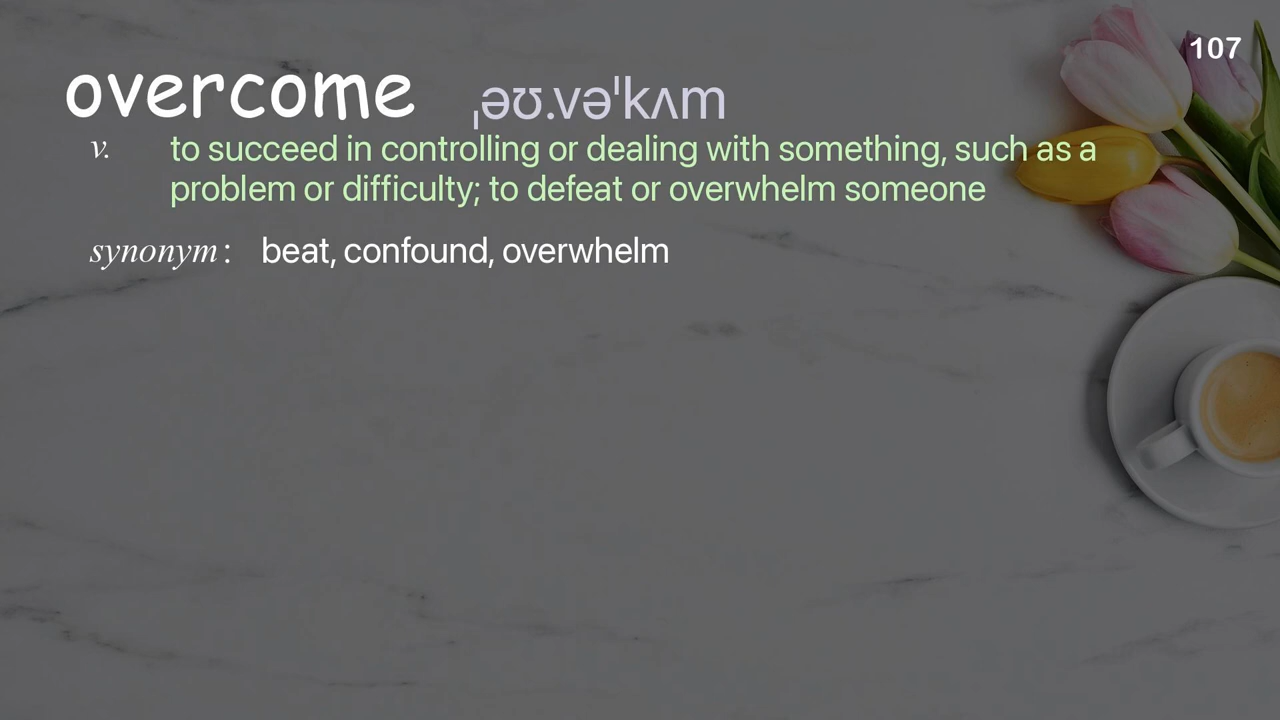 107
overcome ˌəʊ.vəˈkʌm
v. to succeed in controlling or dealing with something, such as a
problem or difficulty; to defeat or overwhelm someone
synonym : beat, confound, overwhelm